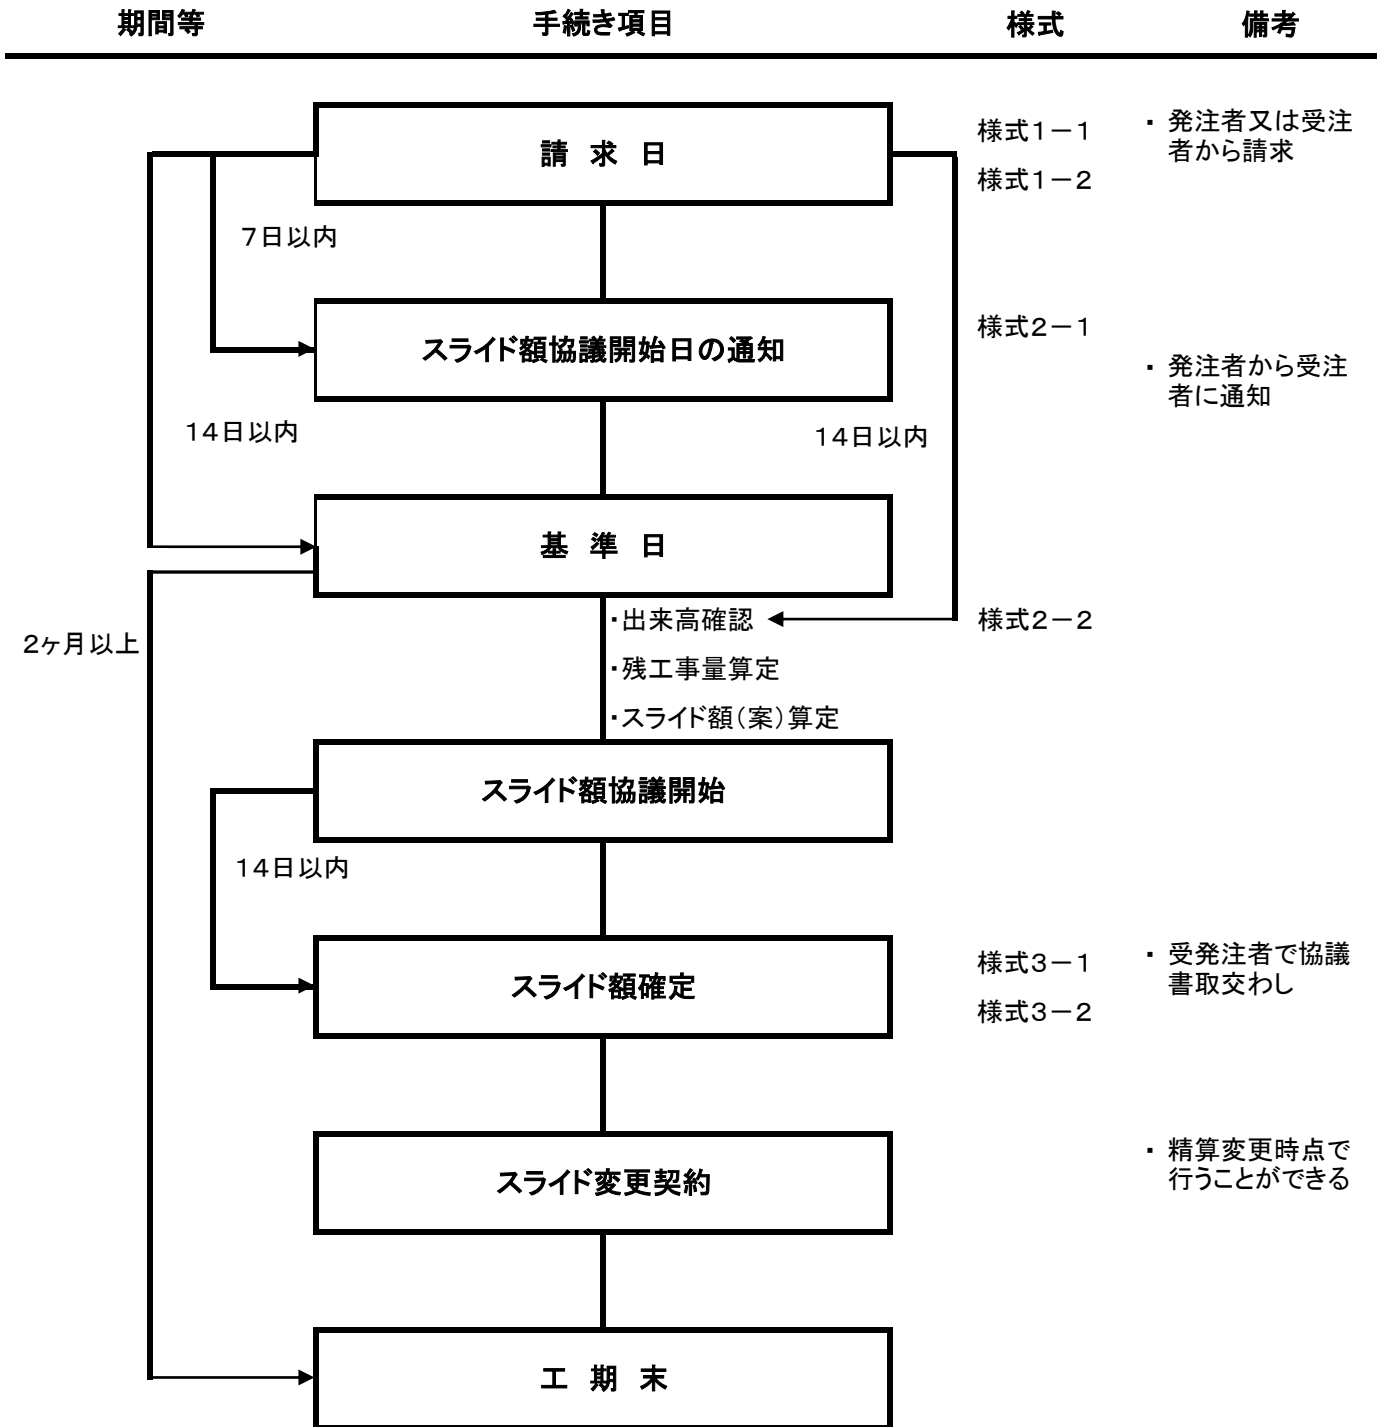 期間等 手続き項目 様式 備考
請 求 日
様式1－1
様式1－2
・ 発注者又は受注
者から請求
7日以内
スライド額協議開始日の通知
様式2－1
・ 発注者から受注
者に通知
14日以内
14日以内
基 準 日
・出来高確認
様式2－2
2ヶ月以上
・残工事量算定
・スライド額（案）算定
スライド額協議開始
14日以内
スライド額確定
様式3－1
様式3－2
・ 受発注者で協議
書取交わし
スライド変更契約
・ 精算変更時点で
行うことができる
工 期 末